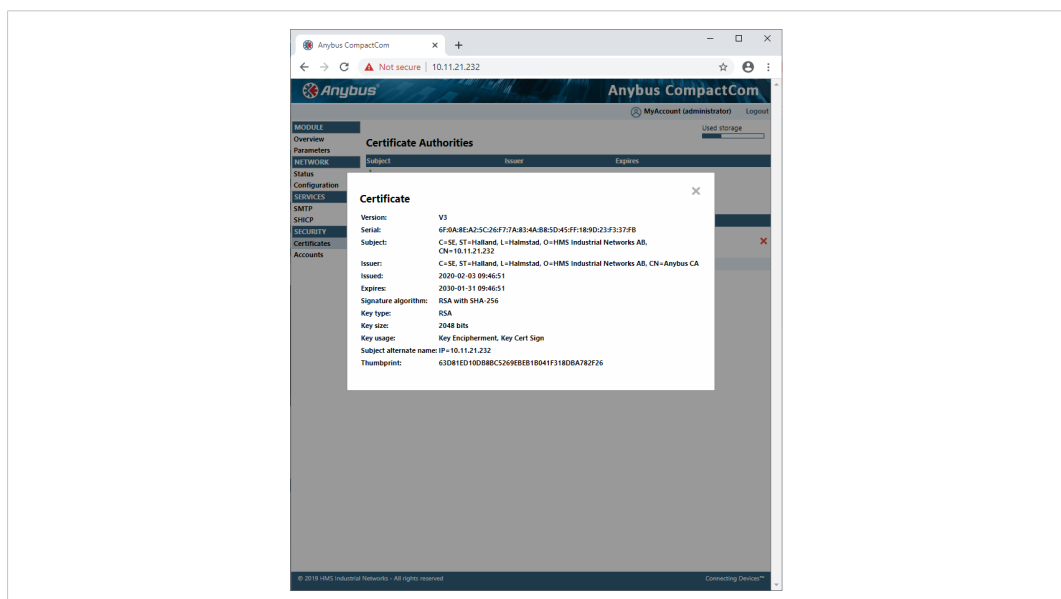 Anybus CompactCom
Not secure | 10.11.21.232
Anybus
Anybus CompactCom
MyAccount (administrator) Logout
MODULE
Overview
Parameters
NETWORK
Status
Configuration
SERVICES
SMTP
SHICP
SECURITY
Certificates
Accounts
Used storage
Certificate Authorities
Subject Issuer Expires
Certificate
Version: V3
Serial: 6F:0A:8E:A2:5C:26:F7:7A:83:4A:B8:5D:45:FF:18:9D:23:F3:37:FB
Subject: C=SE, ST=Halland, L=Halmstad, O=HMS Industrial Networks AB,
CN=10.11.21.232
Issuer: C=SE, ST=Halland, L=Halmstad, O=HMS Industrial Networks AB, CN=Anybus CA
Issued: 2020-02-03 09:46:51
Expires: 2030-01-31 09:46:51
Signature algorithm: RSA with SHA-256
Key type: RSA
Key size: 2048 bits
Key usage: Key Encipherment, Key Cert Sign
Subject alternate name: IP=10.11.21.232
Thumbprint: 63D81ED10DB8BC5269EBEB1B041F318DBA782F26
© 2019 HMS Industrial Networks - All rights reserved
Connecting Devices™